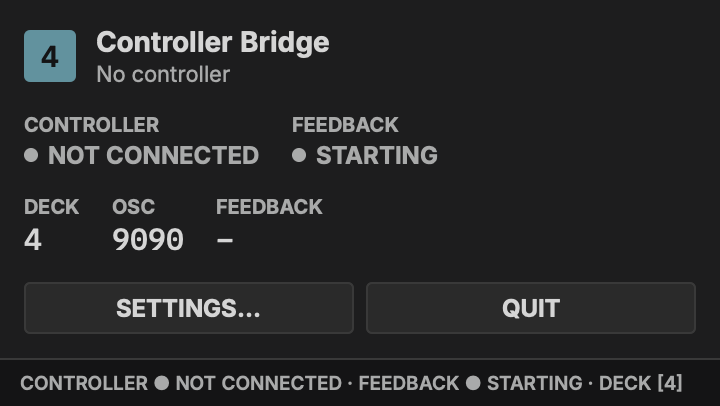 4
Controller Bridge
No controller
CONTROLLER FEEDBACK
● NOT CONNECTED ● STARTING
DECK OSC FEEDBACK
4 9090 –
SETTINGS... QUIT
CONTROLLER ● NOT CONNECTED · FEEDBACK ● STARTING · DECK [4]